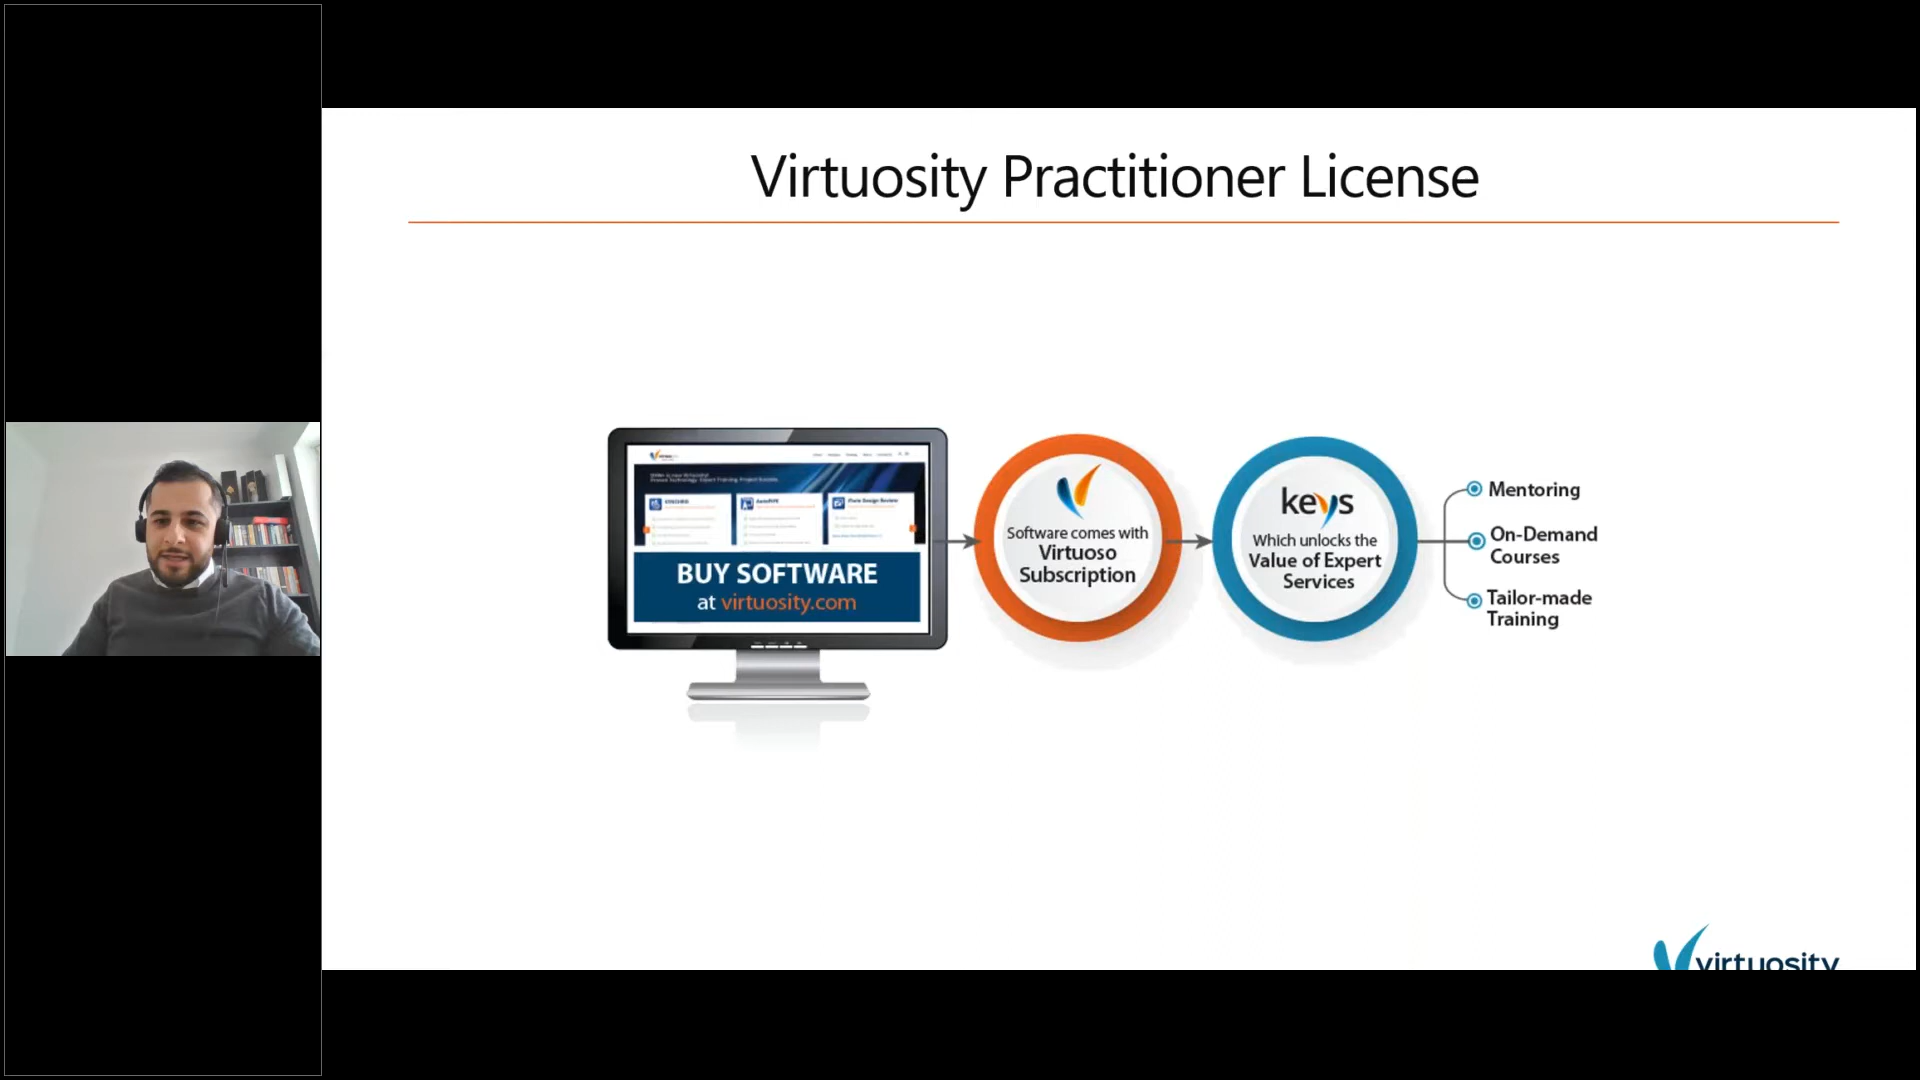 Virtuosity Practitioner License
BUY SOFTWARE
at virtuosity.com
Software comes with
Virtuoso
Subscription
keys
Which unlocks the
Value of Expert
Services
Mentoring
On-Demand
Courses
Tailor-made
Training
virtuosity